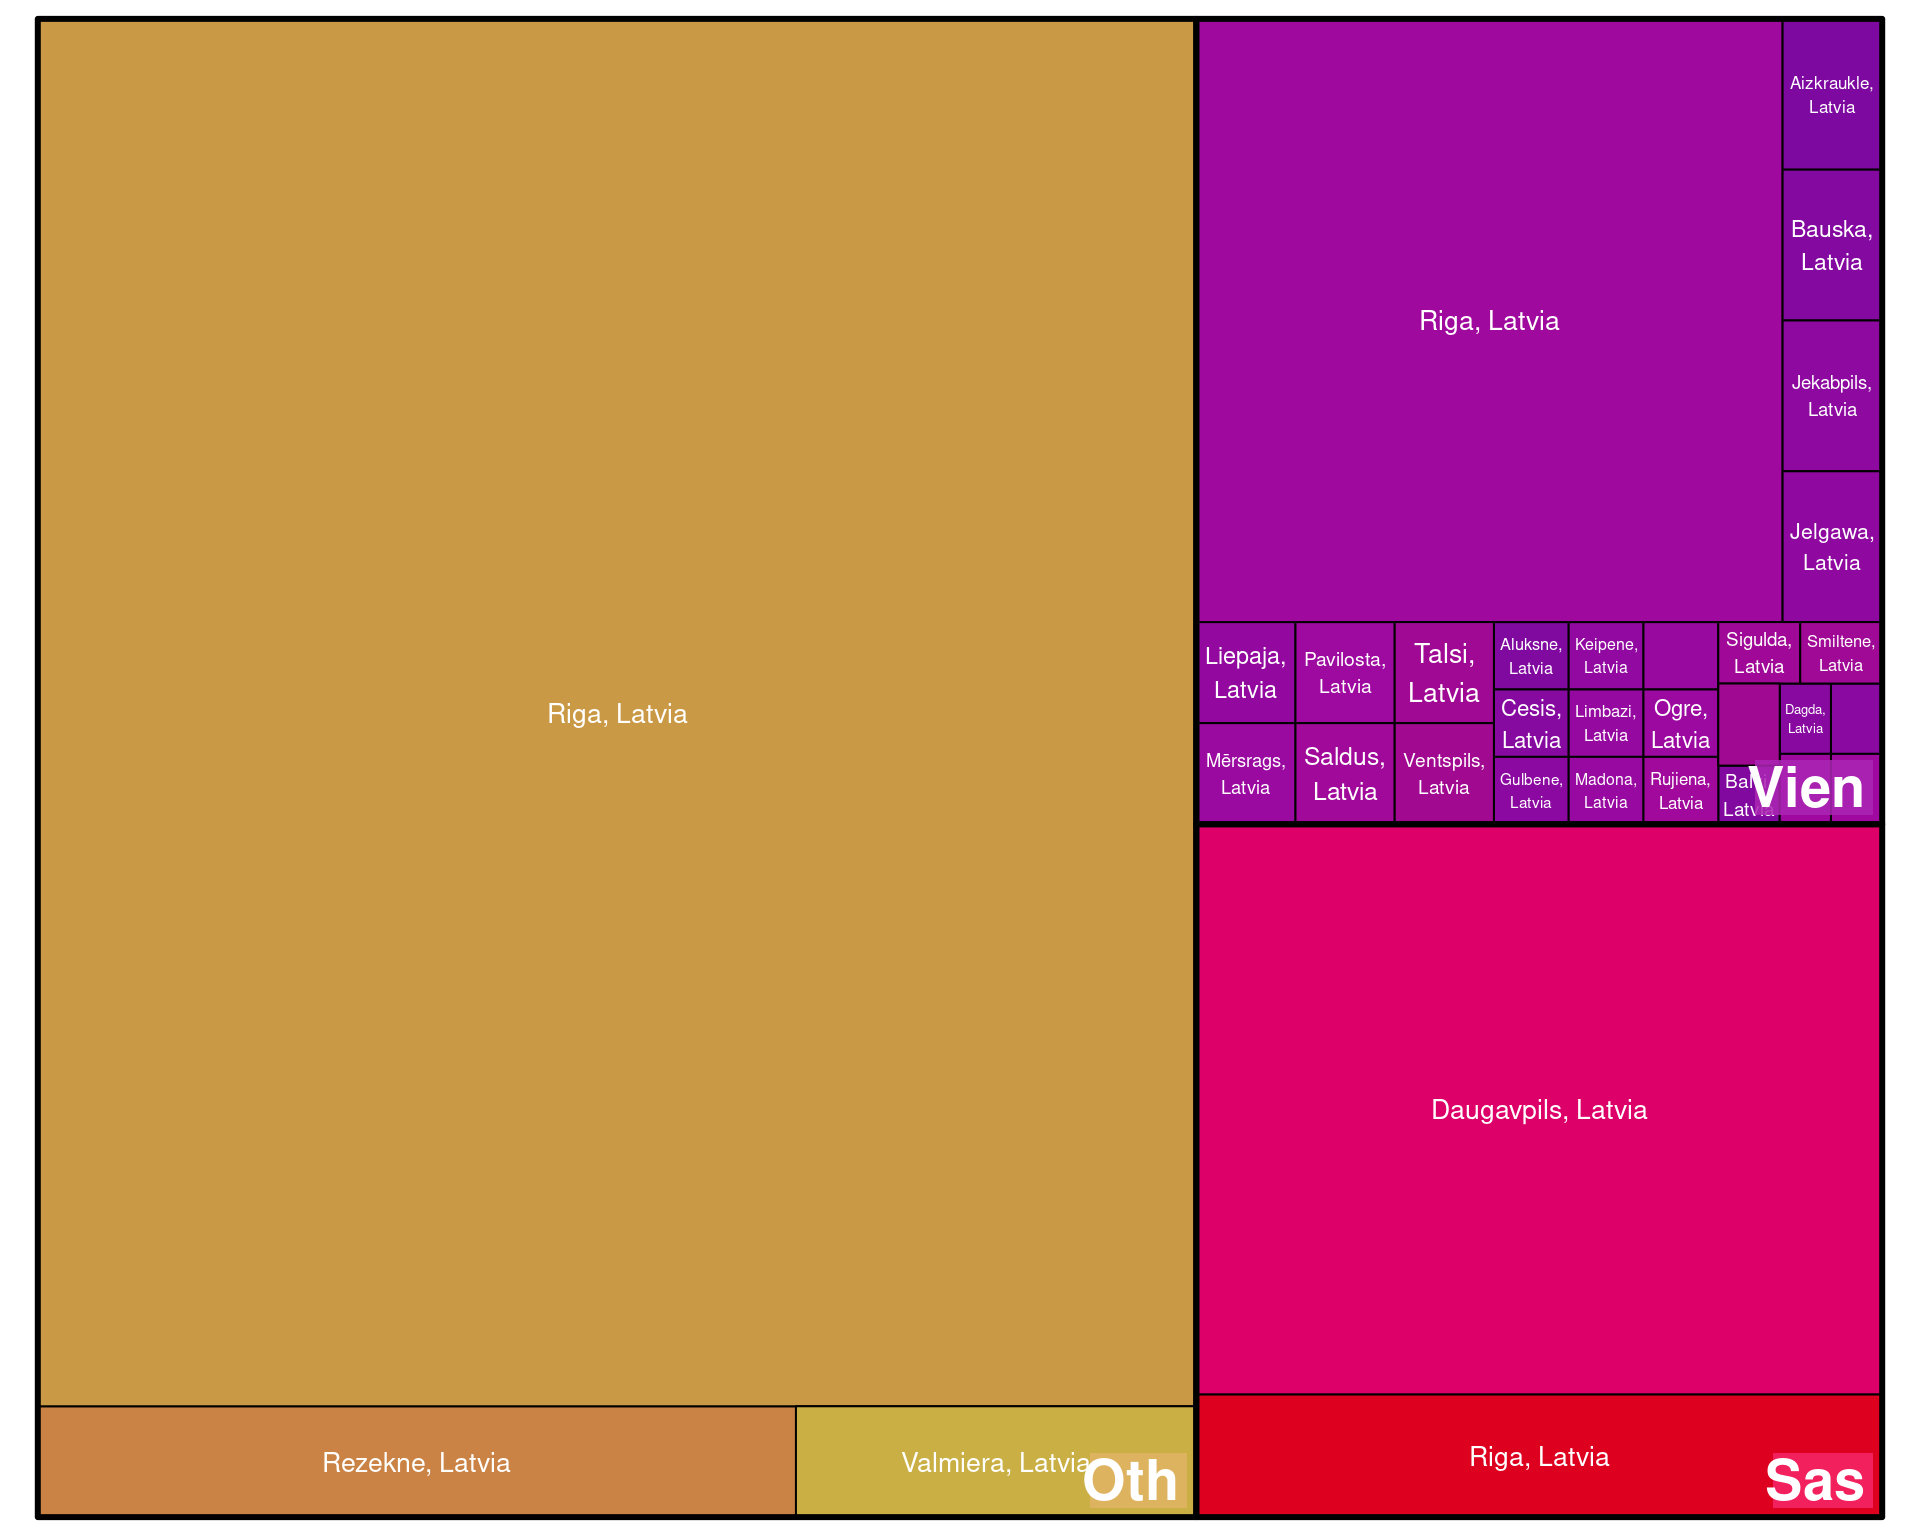 Riga, Latvia
Rezekne, Latvia
Valmiera, Latvia
Oth
Riga, Latvia
Aizkraukle,
Latvia
Bauska,
Latvia
Jekabpils,
Latvia
Jelgawa,
Latvia
Liepaja,
Latvia
Mērsrags,
Latvia
Pavilosta,
Latvia
Saldus,
Latvia
Talsi,
Latvia
Ventspils,
Latvia
Aluksne,
Latvia
Cesis,
Latvia
Gulbene,
Latvia
Keipene,
Latvia
Limbazi,
Latvia
Madona,
Latvia
Ogre,
Latvia
Rujiena,
Latvia
Sigulda,
Latvia
Smiltene,
Latvia
Latvia
Dagda,
Latvia
Vien
Daugavpils, Latvia
Riga, Latvia
Sas